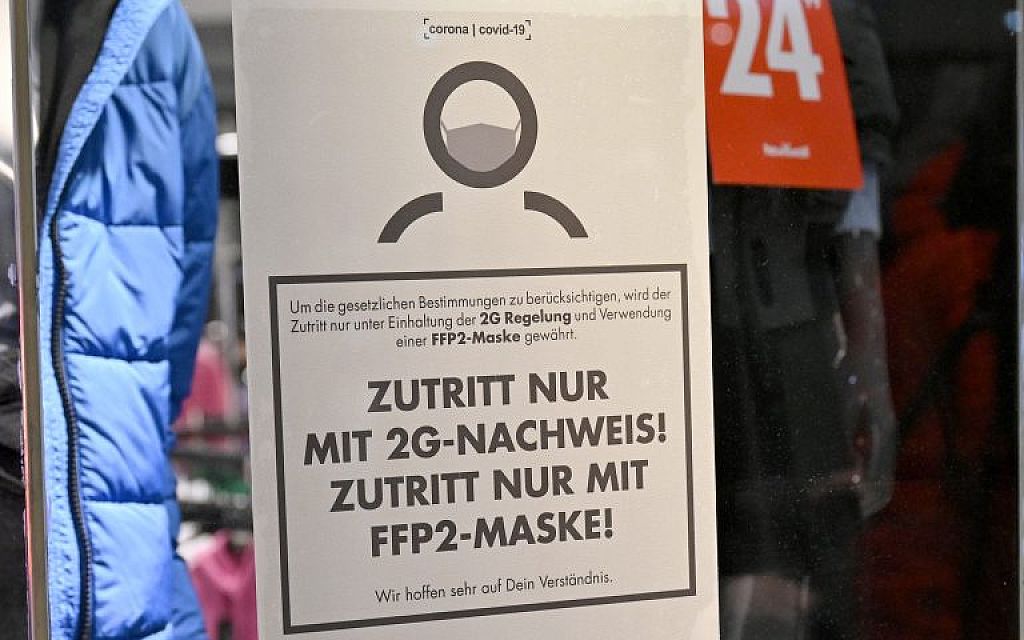 corona | covid-19
Um die gesetzlichen Bestimmungen zu berücksichtigen, wird der
Zutritt nur unter Einhaltung der 2G Regelung und Verwendung
einer FFP2-Maske gewährt.
ZUTRITT NUR
MIT 2G-NACHWEIS!
ZUTRITT NUR MIT
FFP2-MASKE!
Wir hoffen sehr auf Dein Verständnis.
24